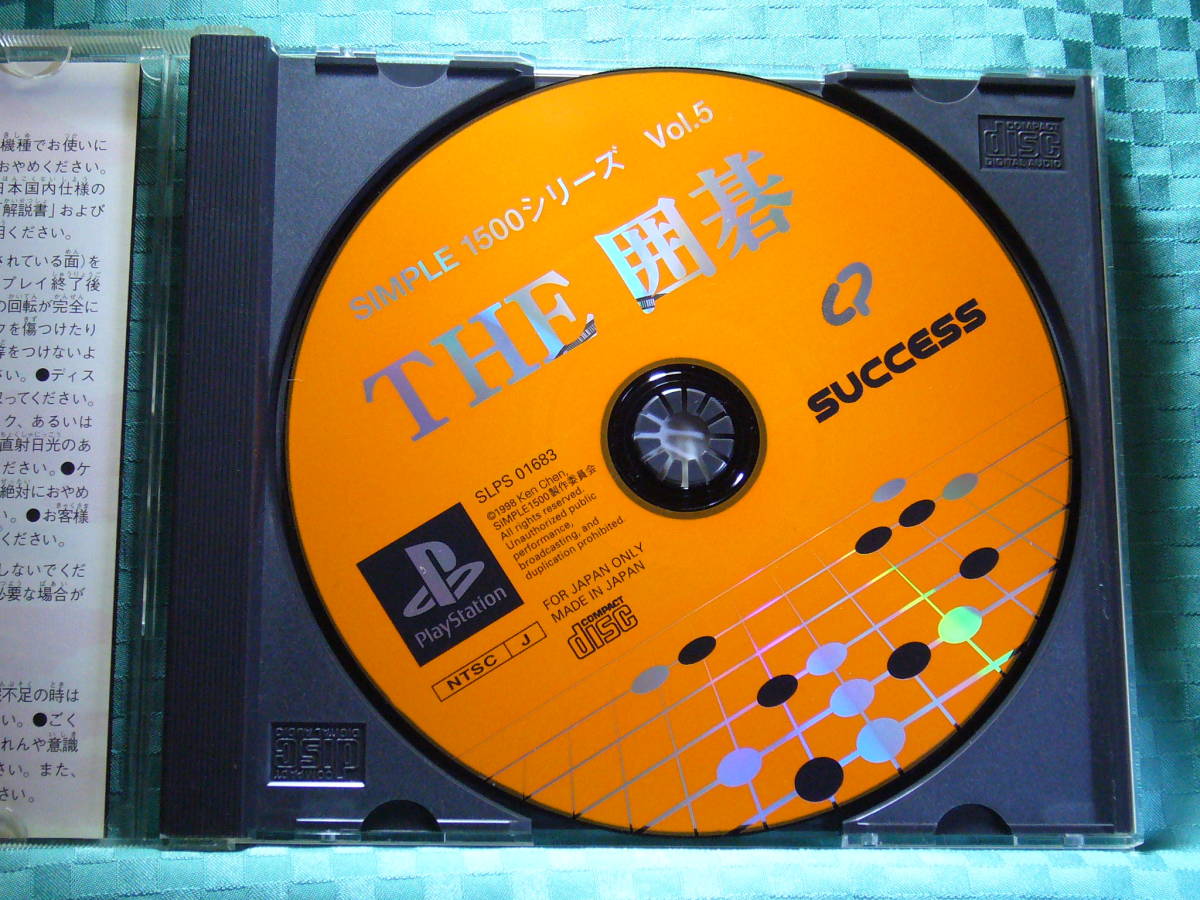 機種でお使いに
おやめください。
日本国内仕様の
「解説書」および
用ください。
されている面)を
プレイ終了後
の回転が完全に
クを傷つけたり
等をつけないよ
さい。●ディス
ってください。
ク、あるいは
直射日光のあ
ださい。●ケ
絶対におやめ
い。●お客様
ください。
しないでくだ
必要な場合が
不足の時は
い。●ごく
れんや意識
さい。また、
さい。
SIMPLE 1500シリーズ Vol.5
THE 囲碁
SUCCESS
SLPS 01683
©1998 Ken Chen,
SIMPLE1500製作委員会
All rights reserved.
Unauthorized public
performance,
broadcasting, and
duplication prohibited.
PlayStation
FOR JAPAN ONLY
MADE IN JAPAN
NTSC J
COMPACT
disc
COMPACT
disc
DIGITAL AUDIO
COMPACT
disc
DIGITAL AUDIO